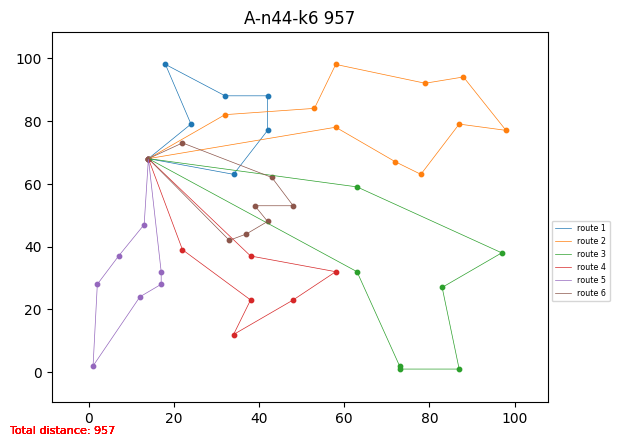 A-n44-k6 957
100
80
60
40
20
0
0 20 40 60 80 100
route 1
route 2
route 3
route 4
route 5
route 6
Total distance: 957